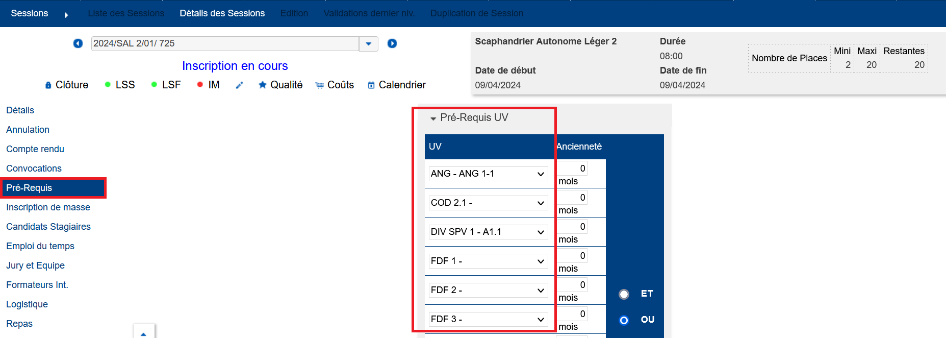 Sessions Liste des Sessions Détails des Sessions Edition Validations dernier niv. Duplication de Session
2024/SAL 2/01/ 725
Inscription en cours
Clôture LSS LSF IM Qualité Coûts Calendrier
Scaphandrier Autonome Léger 2 Durée
08:00
Date de début Date de fin
09/04/2024 09/04/2024
Nombre de Places Mini Maxi Restantes
2 20 20
Détails
Annulation
Compte rendu
Convocations
Pré-Requis
Inscription de masse
Candidats Stagiaires
Emploi du temps
Jury et Equipe
Formateurs Int.
Logistique
Repas
Pré-Requis UV
UV Ancienneté
ANG - ANG 1-1 0
mois
COD 2.1 - 0
mois
DIV SPV 1 - A1.1 0
mois
FDF 1 - 0
mois
FDF 2 - 0
mois
FDF 3 - 0
mois
ET
OU